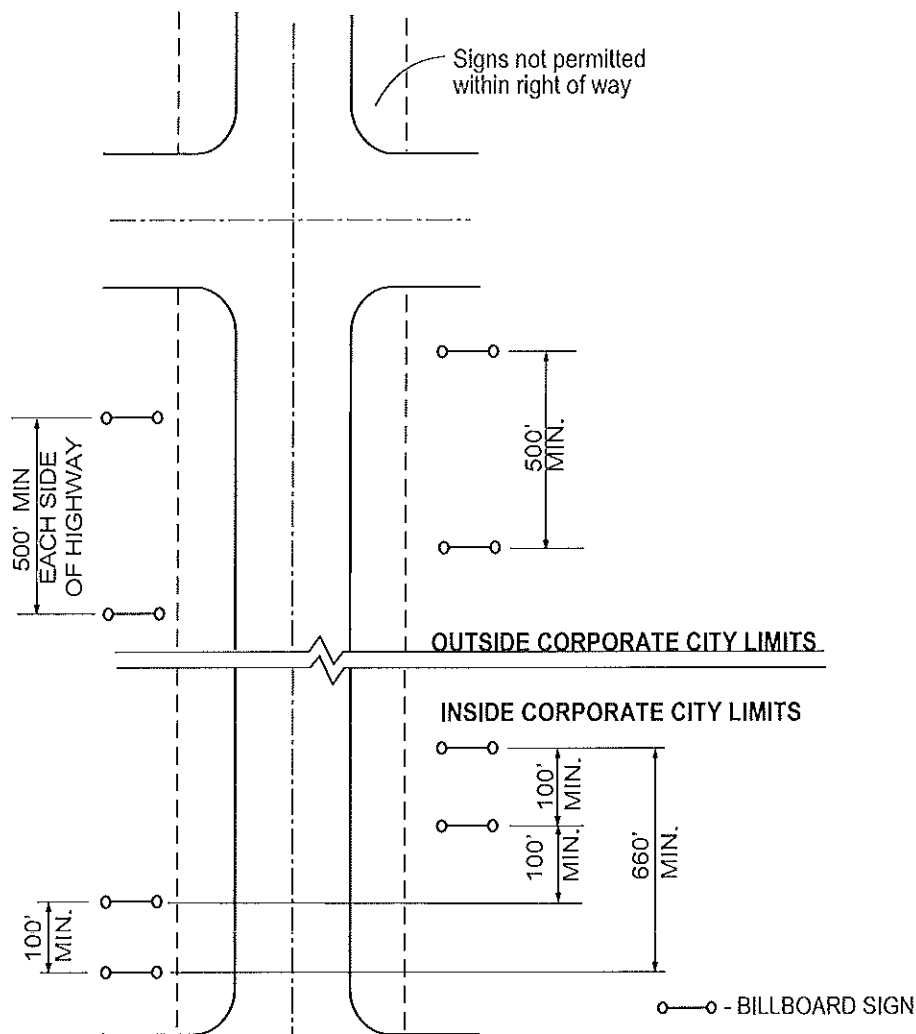 Signs not permitted
within right of way
500' MIN
EACH SIDE
OF HIGHWAY
500'
MIN.
OUTSIDE CORPORATE CITY LIMITS
INSIDE CORPORATE CITY LIMITS
100'
MIN.
100'
MIN.
660'
MIN.
100'
MIN.
- BILLBOARD SIGN